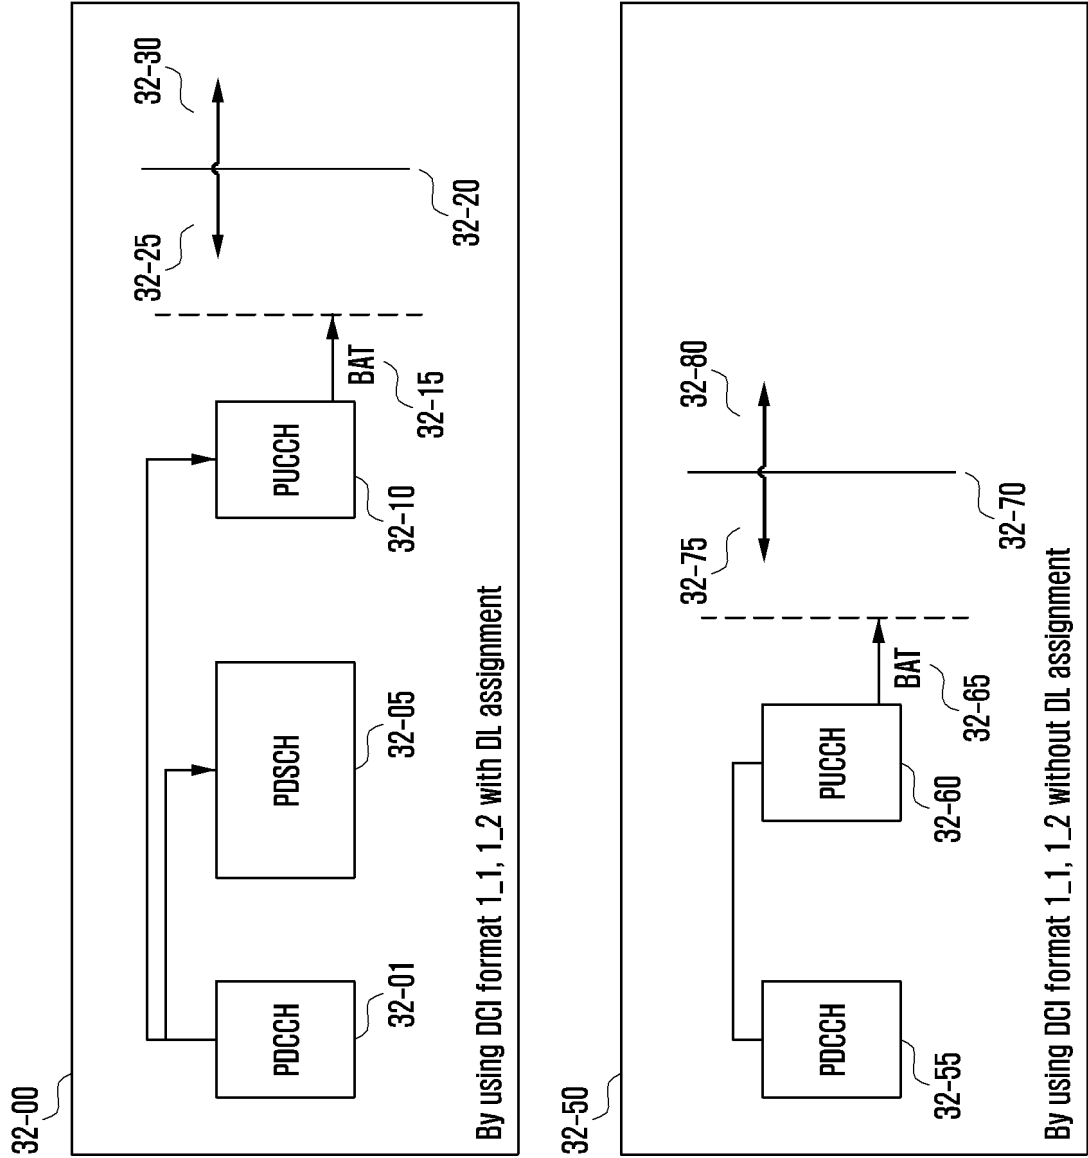 32-00
PDCCH
32-01
PDSCH
32-05
PUCCH
32-10
BAT
32-15
32-20
32-25
32-30
By using DCI format 1_1, 1_2 with DL assignment
32-50
PDCCH
32-55
PUCCH
32-60
BAT
32-65
32-70
32-75
32-80
By using DCI format 1_1, 1_2 without DL assignment